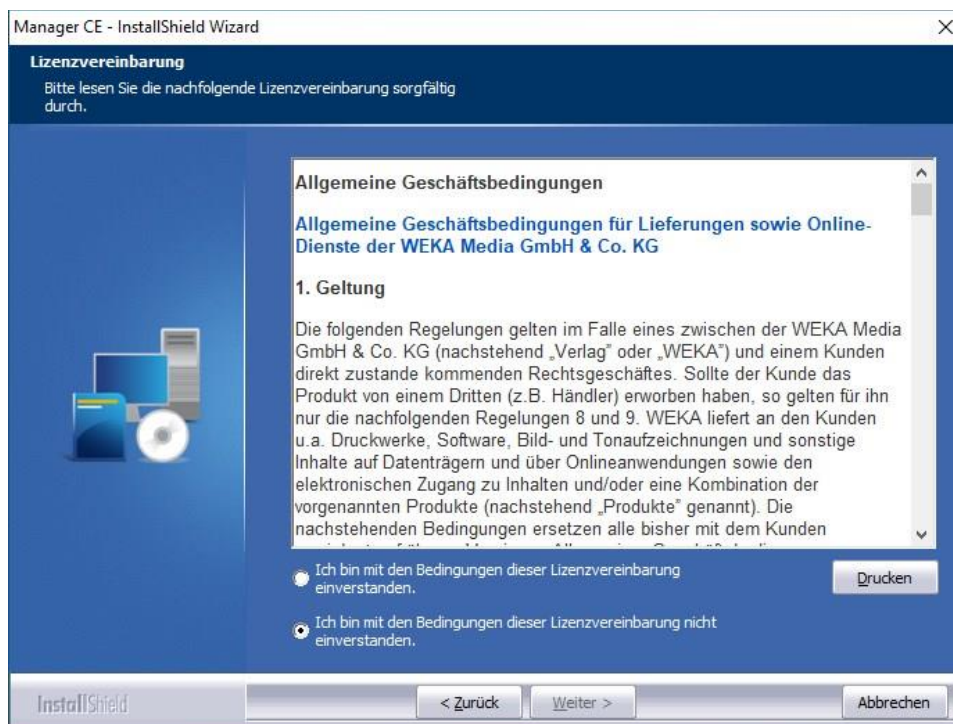 Manager CE - InstallShield Wizard
Lizenzvereinbarung
Bitte lesen Sie die nachfolgende Lizenzvereinbarung sorgfältig
durch.
Allgemeine Geschäftsbedingungen
Allgemeine Geschäftsbedingungen für Lieferungen sowie Online-
Dienste der WEKA Media GmbH & Co. KG
1. Geltung
Die folgenden Regelungen gelten im Falle eines zwischen der WEKA Media
GmbH & Co. KG (nachstehend „Verlag" oder „WEKA") und einem Kunden
direkt zustande kommenden Rechtsgeschäftes. Sollte der Kunde das
Produkt von einem Dritten (z.B. Händler) erworben haben, so gelten für ihn
nur die nachfolgenden Regelungen 8 und 9. WEKA liefert an den Kunden
u.a. Druckwerke, Software, Bild- und Tonaufzeichnungen und sonstige
Inhalte auf Datenträgern und über Onlineanwendungen sowie den
elektronischen Zugang zu Inhalten und/oder eine Kombination der
vorgenannten Produkte (nachstehend „Produkte" genannt). Die
nachstehenden Bedingungen ersetzen alle bisher mit dem Kunden
Ich bin mit den Bedingungen dieser Lizenzvereinbarung
einverstanden.
Drucken
Ich bin mit den Bedingungen dieser Lizenzvereinbarung nicht
einverstanden.
InstallShield
< Zurück
Weiter >
Abbrechen